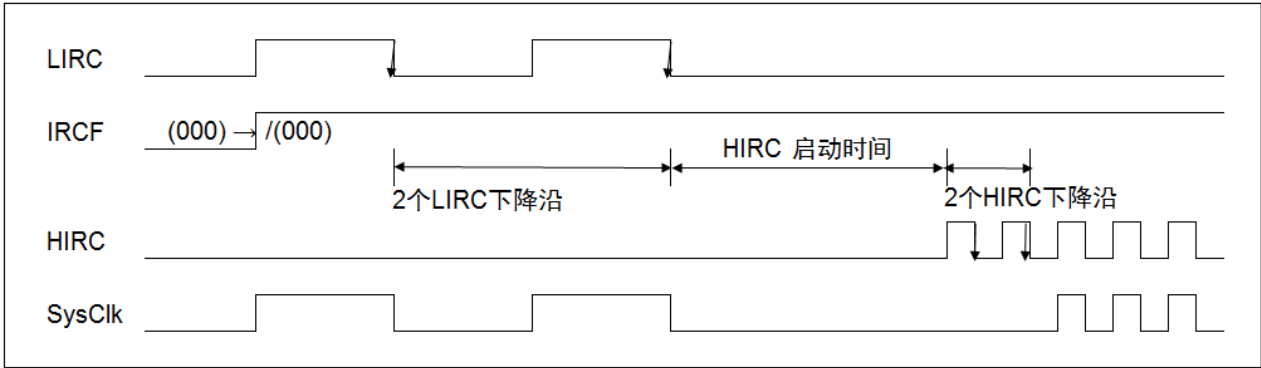 LIRC
IRCF
(000) → /(000)
HIRC 启动时间
2个LIRC下降沿
2个HIRC下降沿
HIRC
SysClk